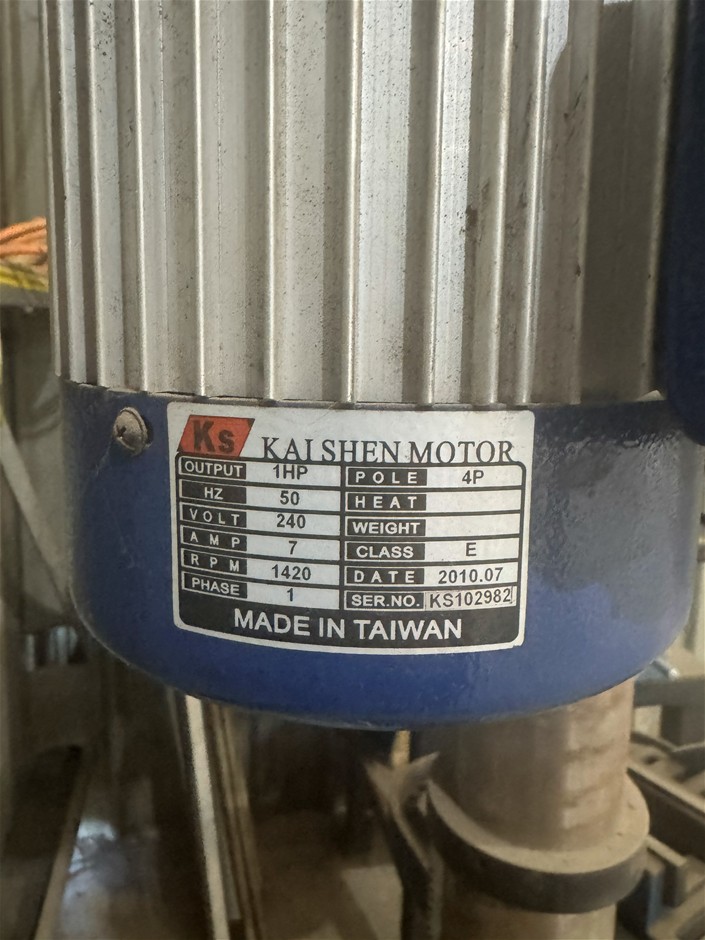 Ks KAI SHEN MOTOR
OUTPUT 1HP POLE 4P
HZ 50 HEAT
VOLT 240 WEIGHT
AMP 7 CLASS E
RPM 1420 DATE 2010.07
PHASE 1 SER.NO. KS102982
MADE IN TAIWAN